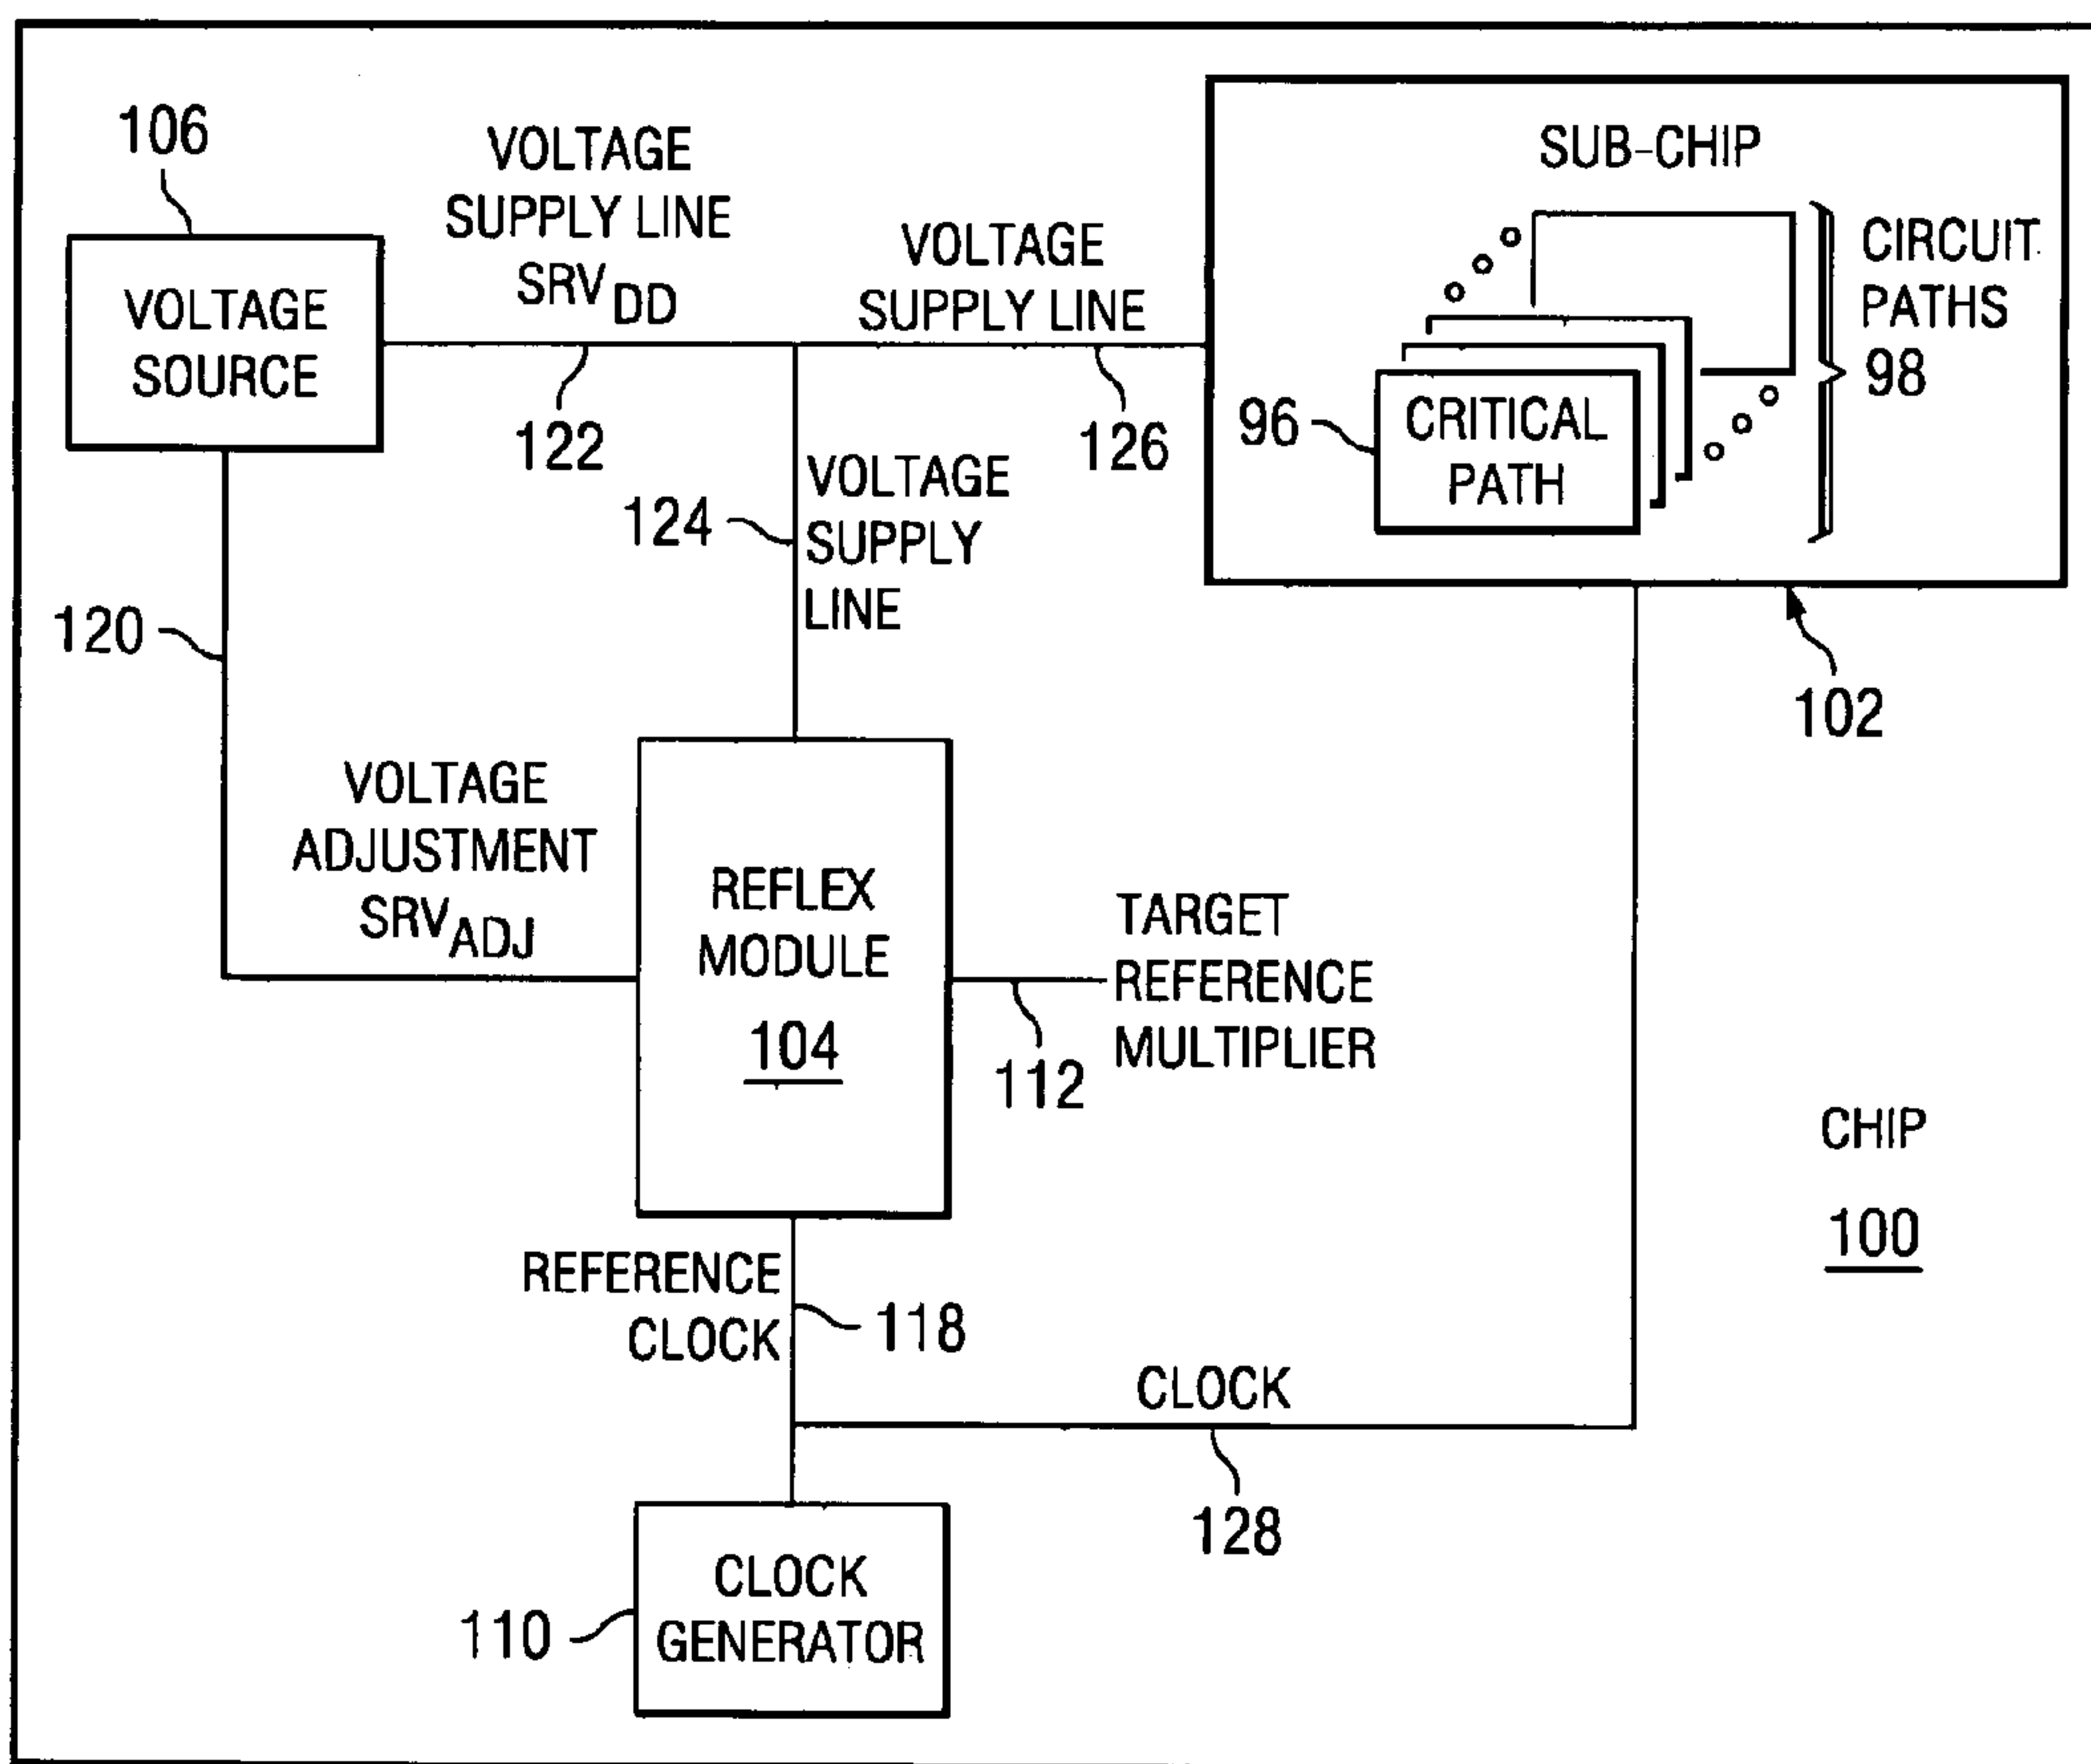 106
VOLTAGE
SUPPLY LINE
SRVDD
VOLTAGE
SOURCE
122
VOLTAGE
SUPPLY LINE
126
SUB-CHIP
CIRCUIT
PATHS
98
96
CRITICAL
PATH
102
124
VOLTAGE
SUPPLY
LINE
120
VOLTAGE
ADJUSTMENT
SRVADJ
REFLEX
MODULE
104
TARGET
REFERENCE
MULTIPLIER
112
CHIP
100
REFERENCE
CLOCK
118
CLOCK
128
110
CLOCK
GENERATOR